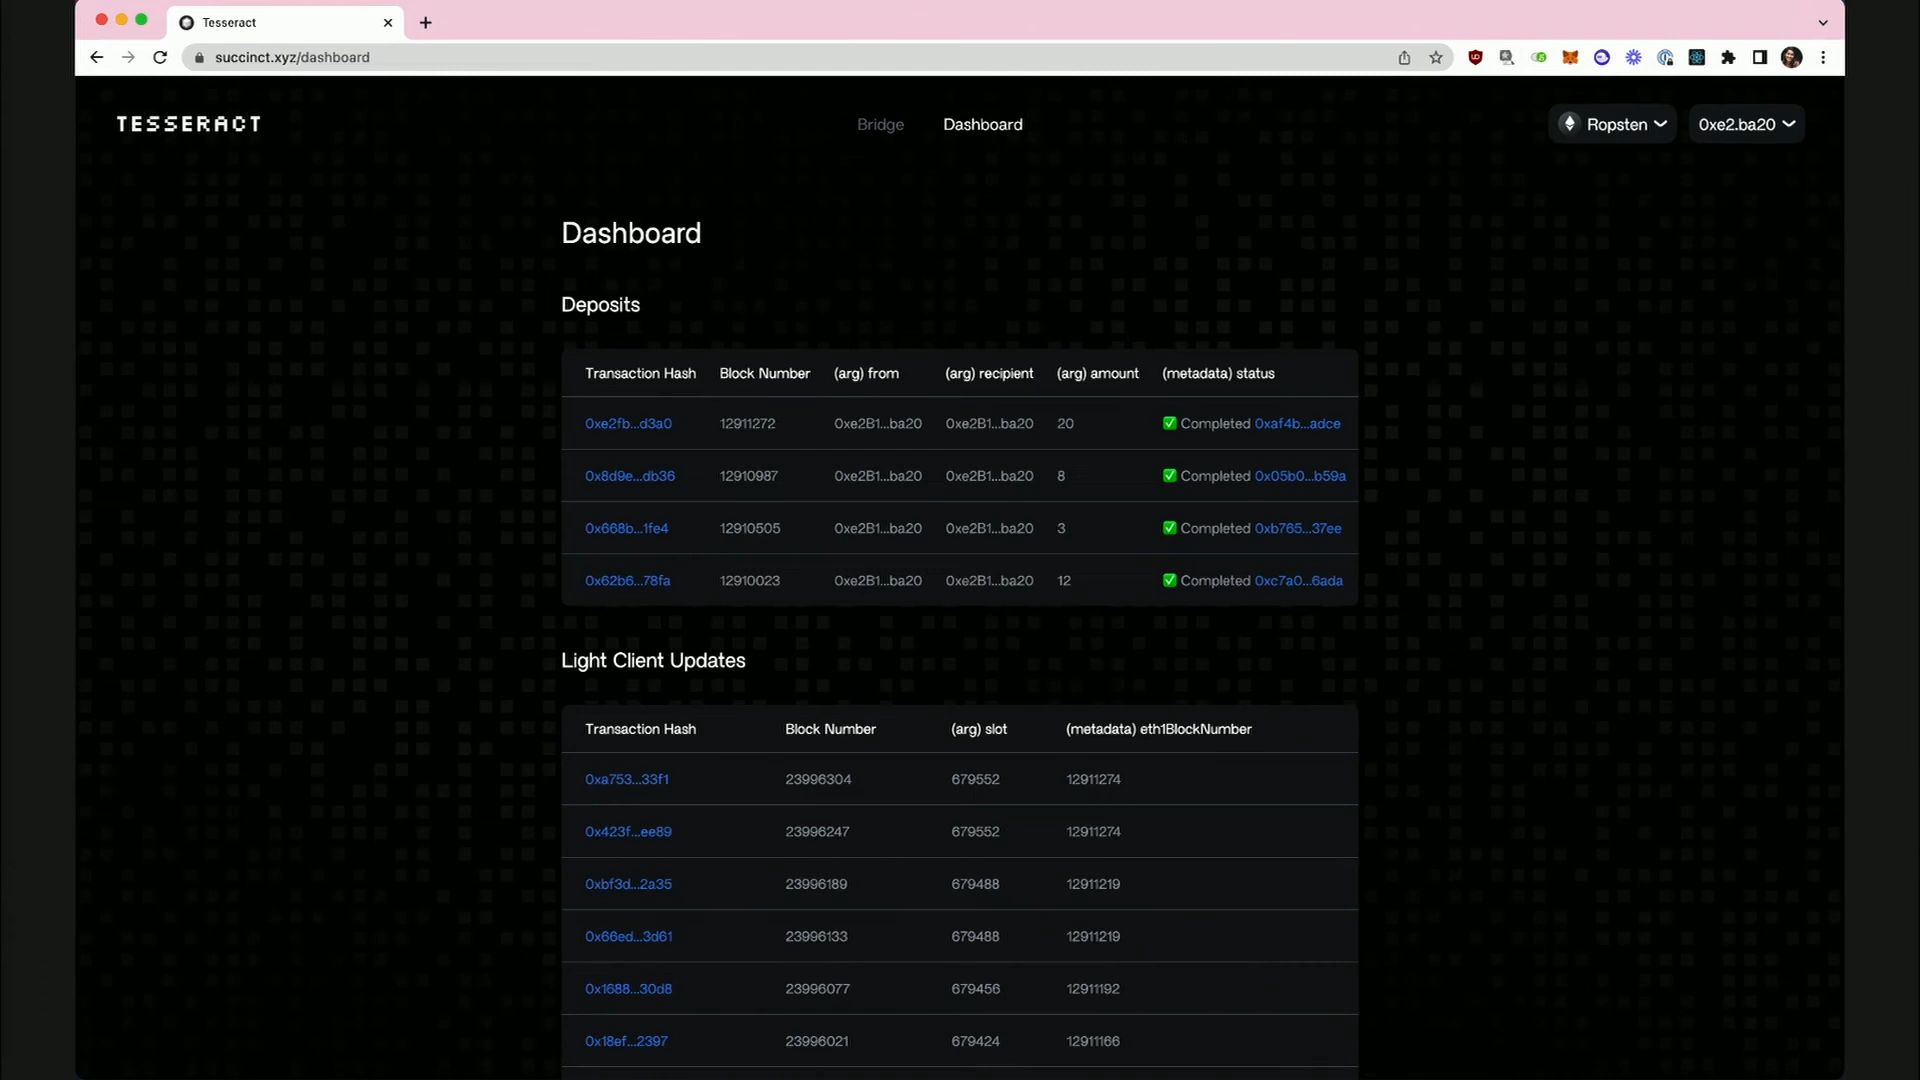 Tesseract
succinct.xyz/dashboard
TESSERACT
Bridge
Dashboard
Ropsten
0xe2.ba20
Dashboard
Deposits
Transaction Hash Block Number (arg) from (arg) recipient (arg) amount (metadata) status
0xe2fb...d3a0 12911272 0xe2B1...ba20 0xe2B1...ba20 20 Completed 0xaf4b...adce
0x8d9e...db36 12910987 0xe2B1...ba20 0xe2B1...ba20 8 Completed 0x05b0...b59a
0x668b...1fe4 12910505 0xe2B1...ba20 0xe2B1...ba20 3 Completed 0xb765...37ee
0x62b6...78fa 12910023 0xe2B1...ba20 0xe2B1...ba20 12 Completed 0xc7a0...6ada
Light Client Updates
Transaction Hash Block Number (arg) slot (metadata) eth1BlockNumber
0xa753...33f1 23996304 679552 12911274
0x423f...ee89 23996247 679552 12911274
0xbf3d...2a35 23996189 679488 12911219
0x66ed...3d61 23996133 679488 12911219
0x1688...30d8 23996077 679456 12911192
0x18ef...2397 23996021 679424 12911166